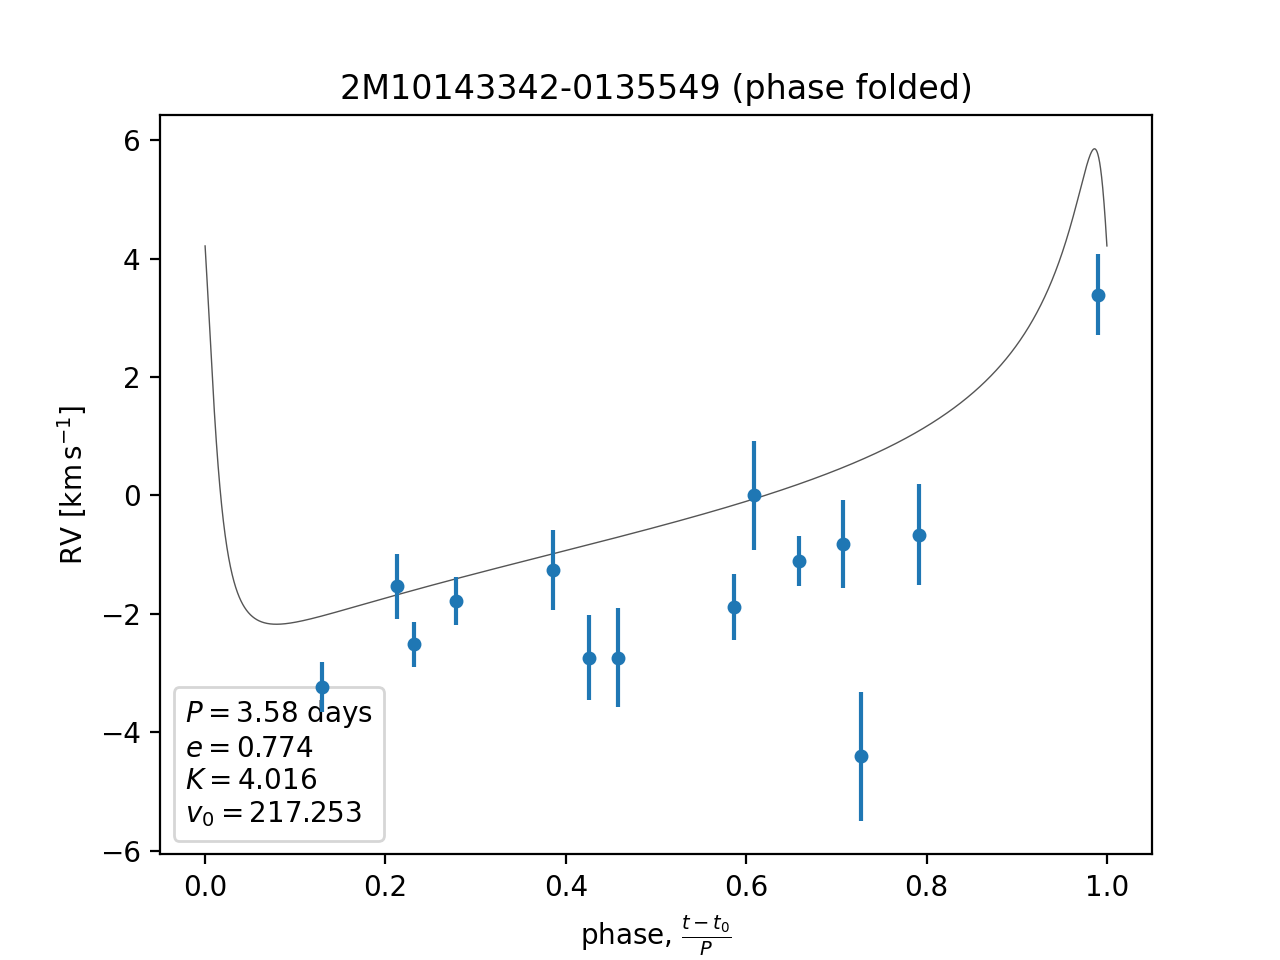 2M10143342-0135549 (phase folded)
6
4
2
0
−2
−4
−6
RV [km s⁻¹]
P = 3.58 days
e = 0.774
K = 4.016
v₀ = 217.253
0.0 0.2 0.4 0.6 0.8 1.0
phase, (t − t₀)/P